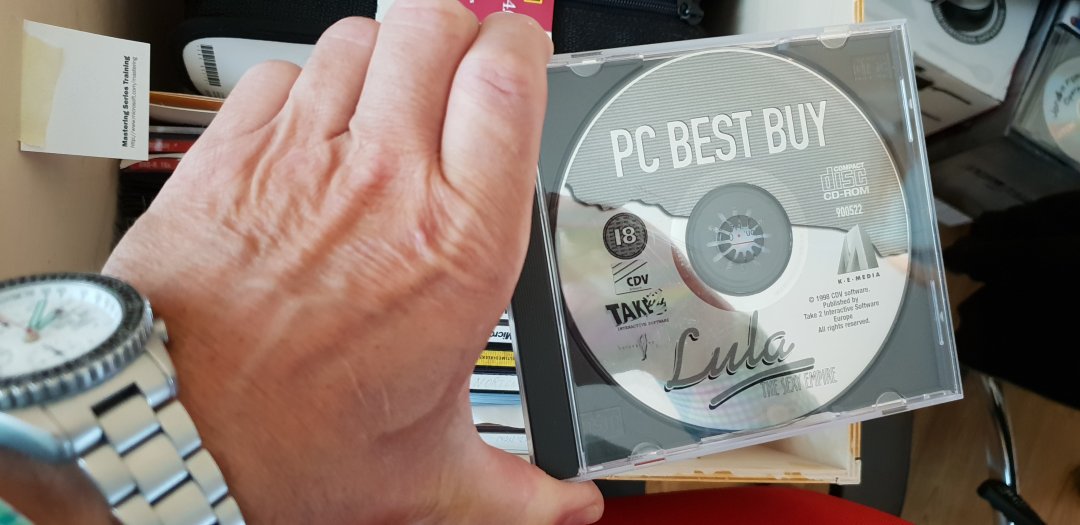 Mastering Series Training
PC BEST BUY
COMPACT
disc
CD-ROM
900522
18
CDV
TAKE 2
INTERACTIVE SOFTWARE
K·E·MEDIA
© 1998 CDV software.
Published by
Take 2 Interactive Software
Europe
All rights reserved.
Lula
THE SEXY EMPIRE
Micro